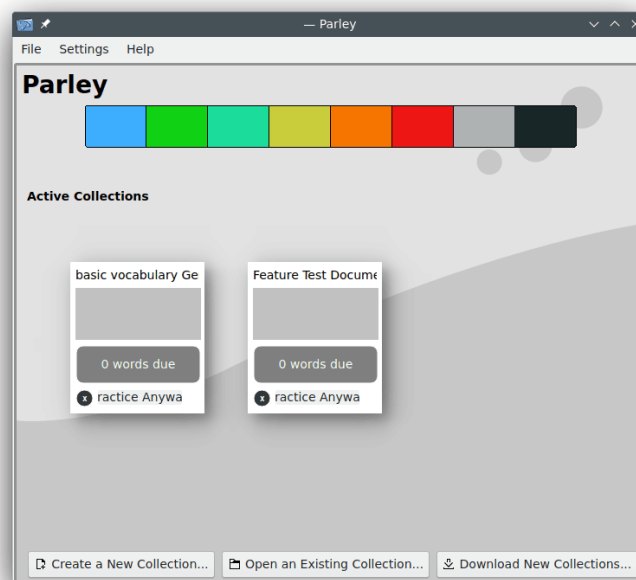 — Parley
File Settings Help
Parley
Active Collections
basic vocabulary Ge
Feature Test Docume
0 words due
0 words due
x ractice Anywa
x ractice Anywa
Create a New Collection... Open an Existing Collection... Download New Collections...